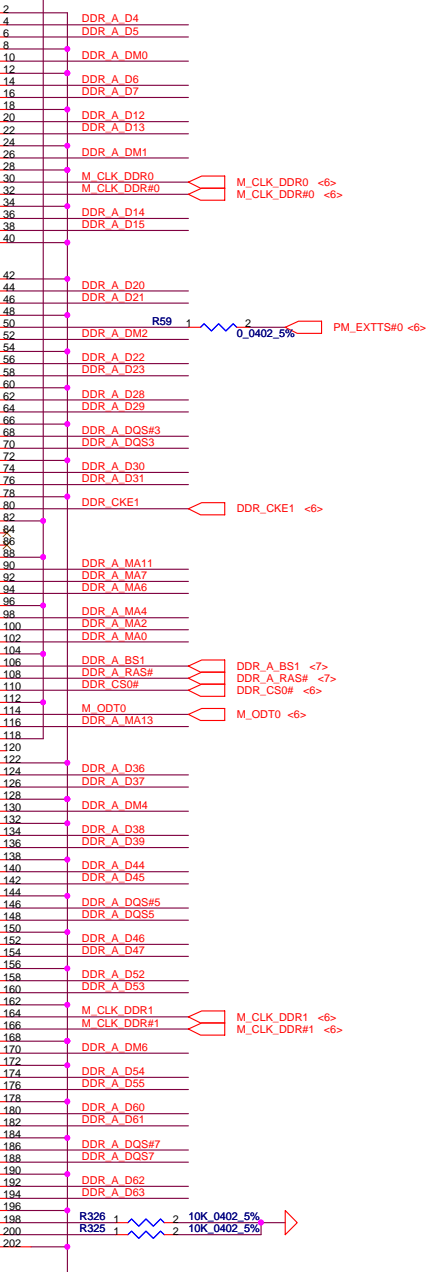 2
4 DDR_A_D4
6 DDR_A_D5
8
10 DDR_A_DM0
12
14 DDR_A_D6
16 DDR_A_D7
18
20 DDR_A_D12
22 DDR_A_D13
24
26 DDR_A_DM1
28
30 M_CLK_DDR0 M_CLK_DDR0 <6>
32 M_CLK_DDR#0 M_CLK_DDR#0 <6>
34
36 DDR_A_D14
38 DDR_A_D15
40
42
44 DDR_A_D20
46 DDR_A_D21
48
50 R59 1 2 0_0402_5% PM_EXTTS#0 <6>
52 DDR_A_DM2
54
56 DDR_A_D22
58 DDR_A_D23
60
62 DDR_A_D28
64 DDR_A_D29
66
68 DDR_A_DQS#3
70 DDR_A_DQS3
72
74 DDR_A_D30
76 DDR_A_D31
78
80 DDR_CKE1 DDR_CKE1 <6>
82
84
86
88
90 DDR_A_MA11
92 DDR_A_MA7
94 DDR_A_MA6
96
98 DDR_A_MA4
100 DDR_A_MA2
102 DDR_A_MA0
104
106 DDR_A_BS1 DDR_A_BS1 <7>
108 DDR_A_RAS# DDR_A_RAS# <7>
110 DDR_CS0# DDR_CS0# <6>
112
114 M_ODT0 M_ODT0 <6>
116 DDR_A_MA13
118
120
122
124 DDR_A_D36
126 DDR_A_D37
128
130 DDR_A_DM4
132
134 DDR_A_D38
136 DDR_A_D39
138
140 DDR_A_D44
142 DDR_A_D45
144
146 DDR_A_DQS#5
148 DDR_A_DQS5
150
152 DDR_A_D46
154 DDR_A_D47
156
158 DDR_A_D52
160 DDR_A_D53
162
164 M_CLK_DDR1 M_CLK_DDR1 <6>
166 M_CLK_DDR#1 M_CLK_DDR#1 <6>
168
170 DDR_A_DM6
172
174 DDR_A_D54
176 DDR_A_D55
178
180 DDR_A_D60
182 DDR_A_D61
184
186 DDR_A_DQS#7
188 DDR_A_DQS7
190
192 DDR_A_D62
194 DDR_A_D63
196
198 R326 1 2 10K_0402_5%
200 R325 1 2 10K_0402_5%
202